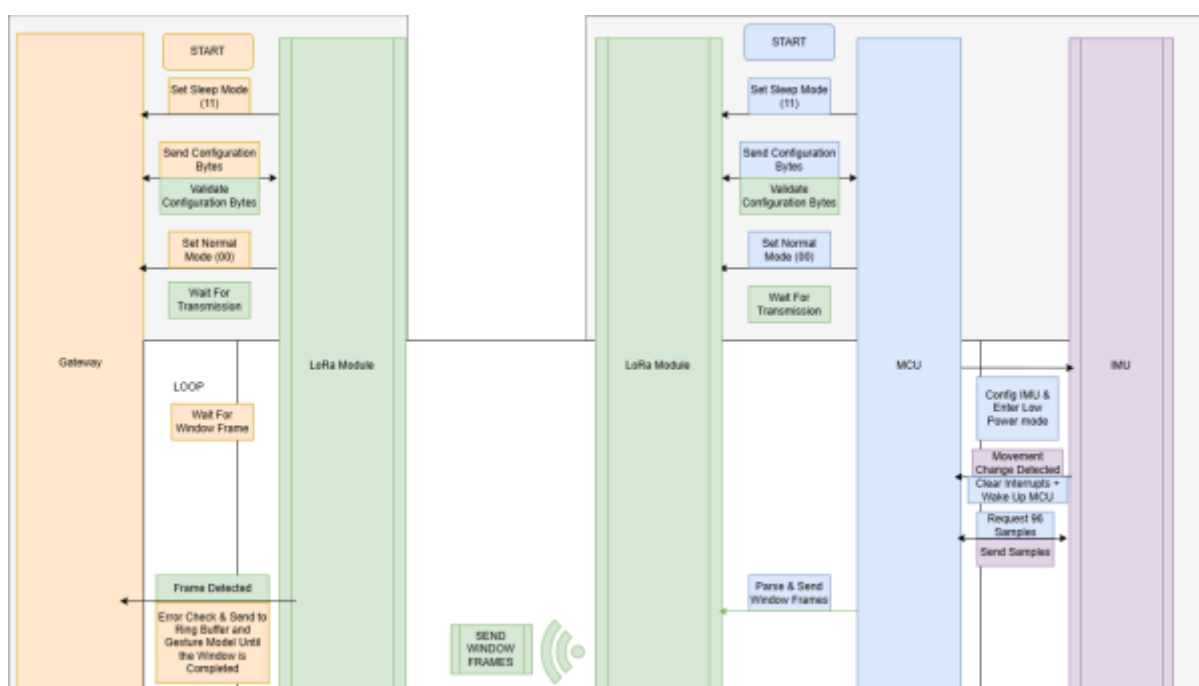 START
Set Sleep Mode
(11)
Send Configuration
Bytes
Validate
Configuration Bytes
Set Normal
Mode (00)
Wait For
Transmission
Gateway
LoRa Module
LOOP
Wait For
Window Frame
Frame Detected
Error Check & Send to
Ring Buffer and
Gesture Model Until
the Window is
Completed
SEND
WINDOW
FRAMES
START
Set Sleep Mode
(11)
Send Configuration
Bytes
Validate
Configuration Bytes
Set Normal
Mode (00)
Wait For
Transmission
LoRa Module
MCU
IMU
Config IMU &
Enter Low
Power mode
Movement
Change Detected
Clear Interrupts +
Wake Up MCU
Request 96
Samples
Send Samples
Parse & Send
Window Frames